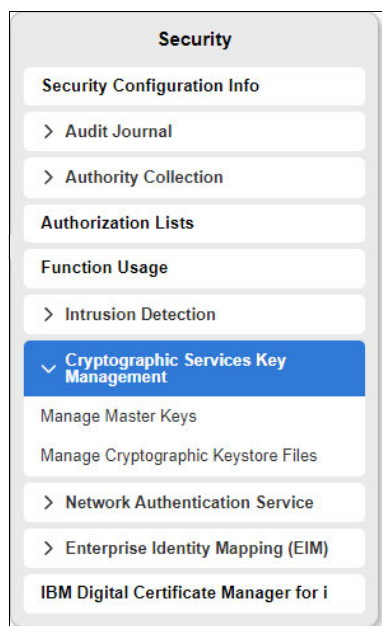 Security
Security Configuration Info
Audit Journal
Authority Collection
Authorization Lists
Function Usage
Intrusion Detection
Cryptographic Services Key
Management
Manage Master Keys
Manage Cryptographic Keystore Files
Network Authentication Service
Enterprise Identity Mapping (EIM)
IBM Digital Certificate Manager for i